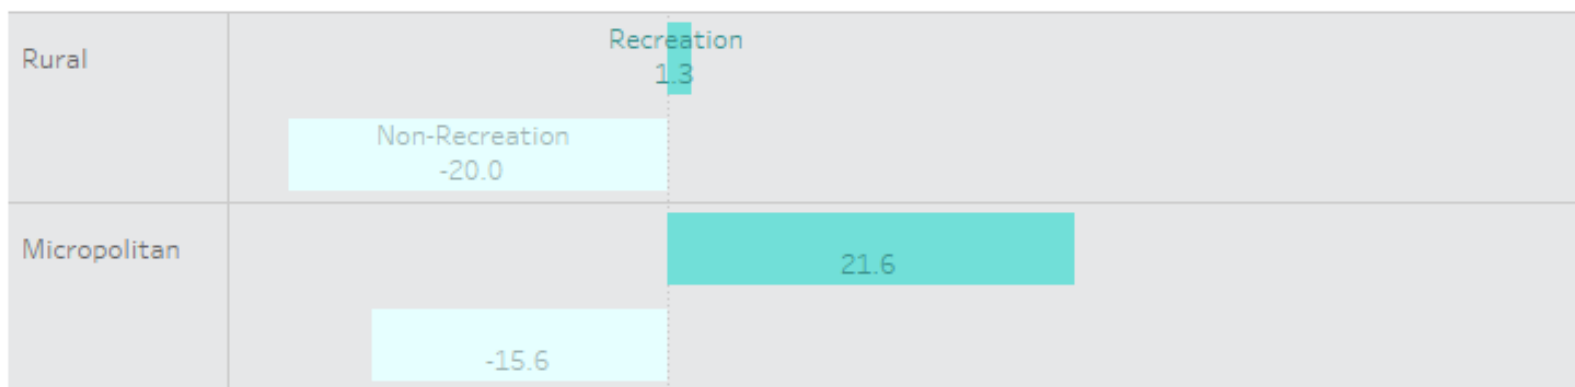 Recreation
Rural
1.3
Non-Recreation
-20.0
Micropolitan
21.6
-15.6